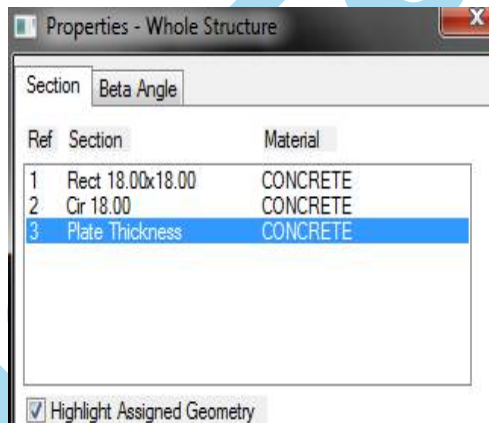 Properties - Whole Structure
X
Section Beta Angle
Ref Section Material
1 Rect 18.00x18.00 CONCRETE
2 Cir 18.00 CONCRETE
3 Plate Thickness CONCRETE
Highlight Assigned Geometry